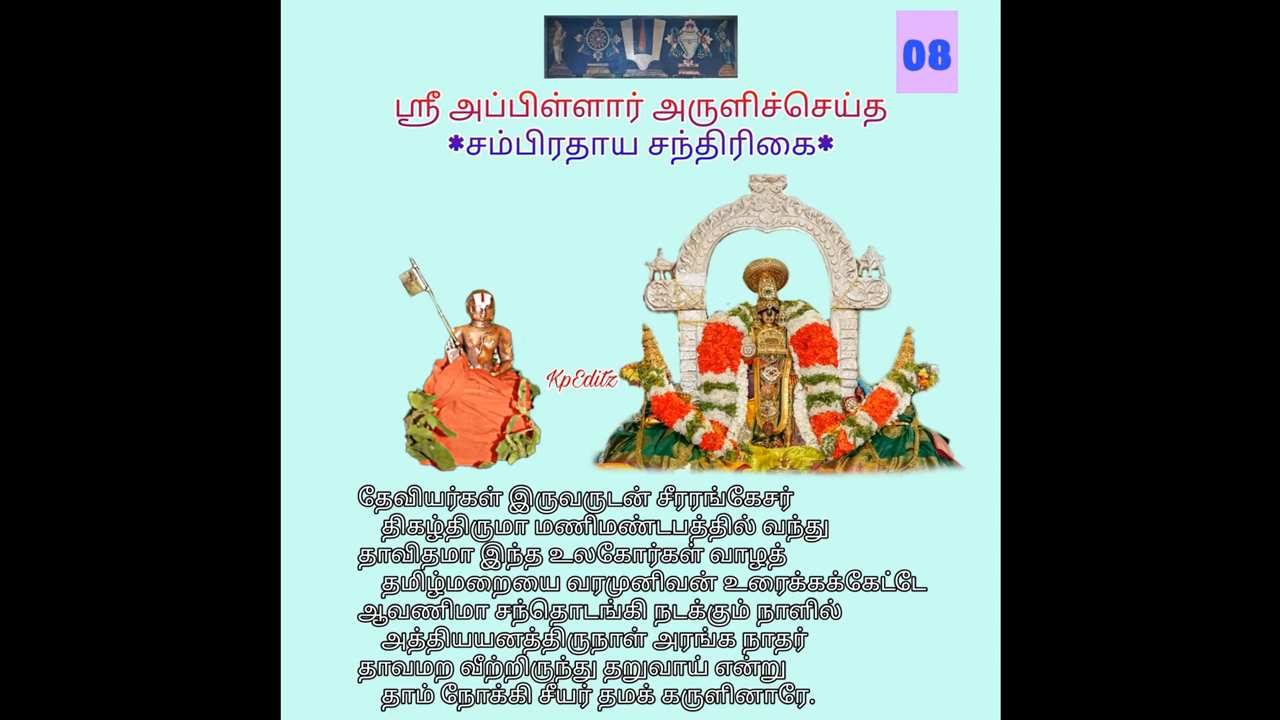 08
ஸ்ரீ அப்பிள்ளார் அருளிச்செய்த
*சம்பிரதாய சந்திரிகை*
KpEditz
தேவியர்கள் இருவருடன் சீரரங்கேசர்
திகழ்திருமா மணிமண்டபத்தில் வந்து
தாவிதமா இந்த உலகோர்கள் வாழத்
தமிழ்மறையை வரமுனிவன் உரைக்கக்கேட்டே
ஆவணிமா சந்தொடங்கி நடக்கும் நாளில்
அத்தியயனத்திருநாள் அரங்க நாதர்
தாவமற வீற்றிருந்து தறுவாய் என்று
தாம் நோக்கி சீயர் தமக் கருளினாரே.